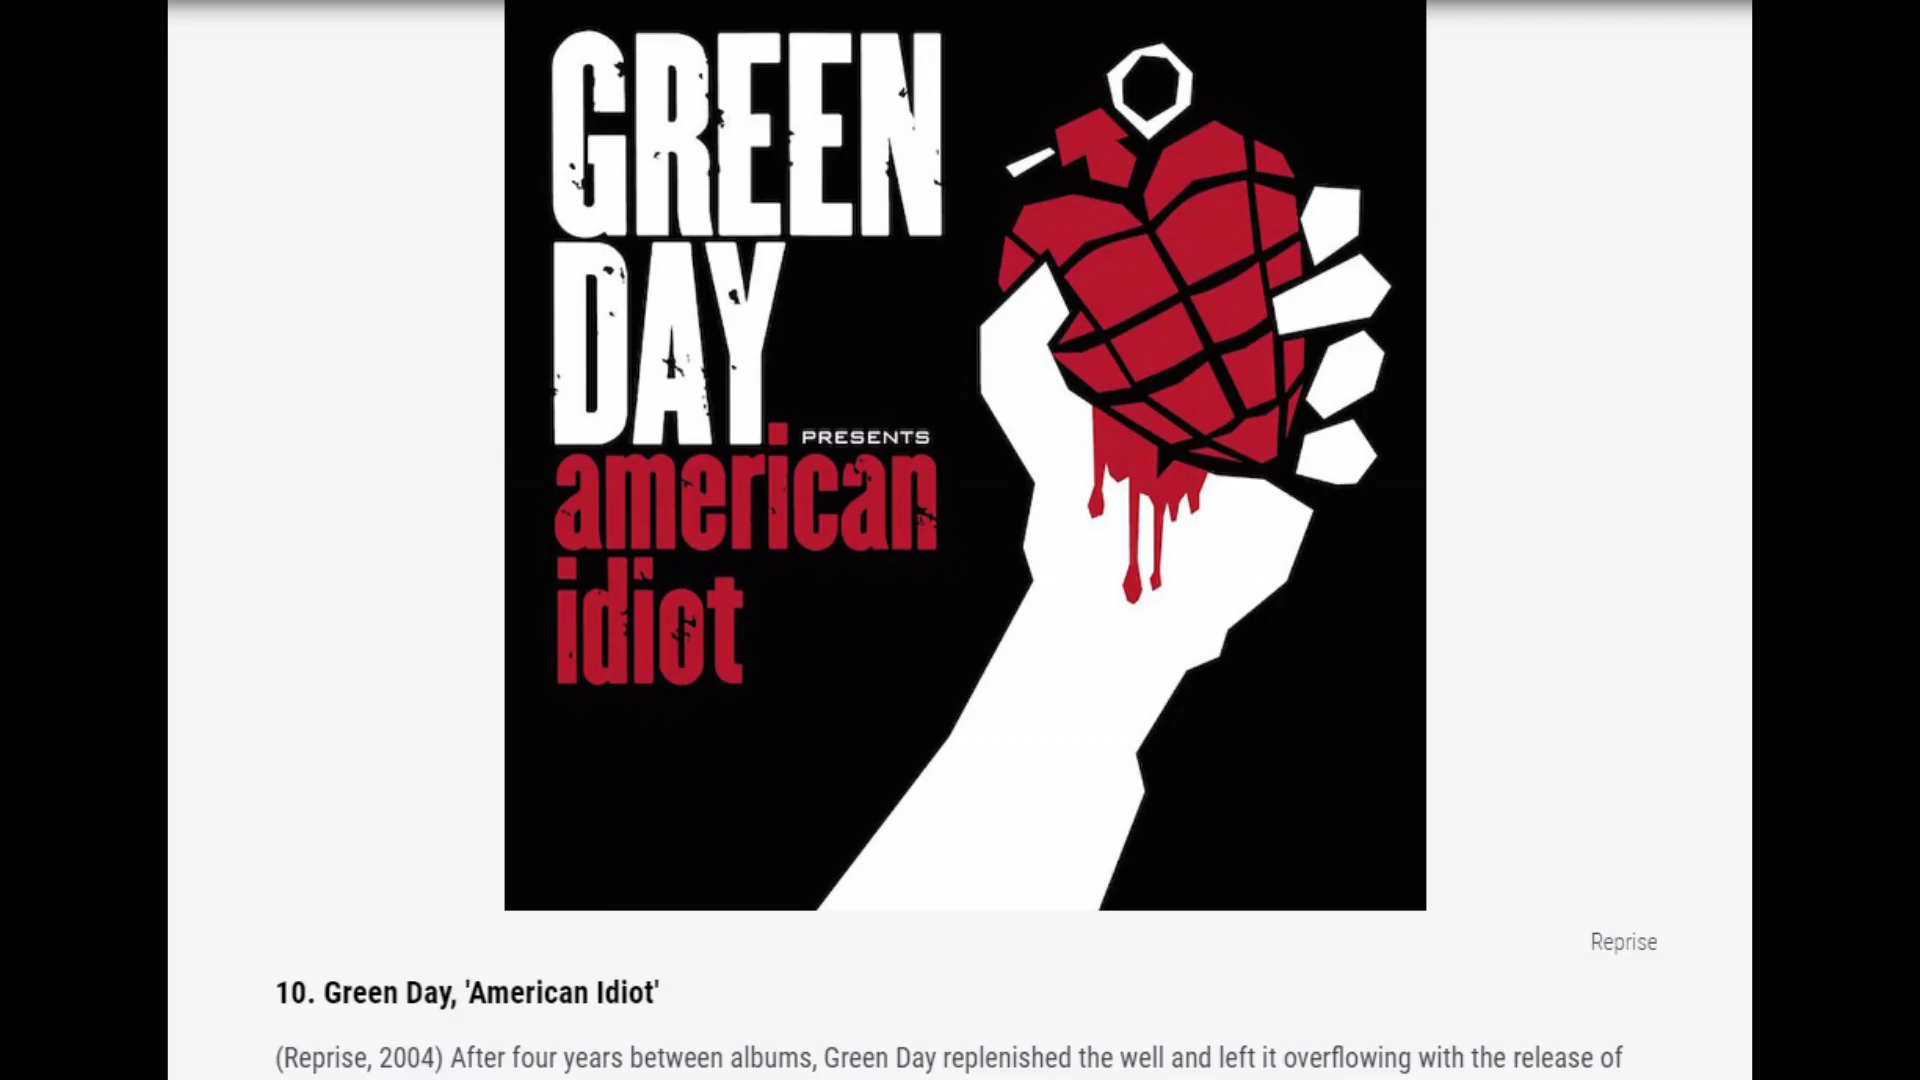 GREEN
DAY
PRESENTS
american
idiot
Reprise
10. Green Day, 'American Idiot'
(Reprise, 2004) After four years between albums, Green Day replenished the well and left it overflowing with the release of